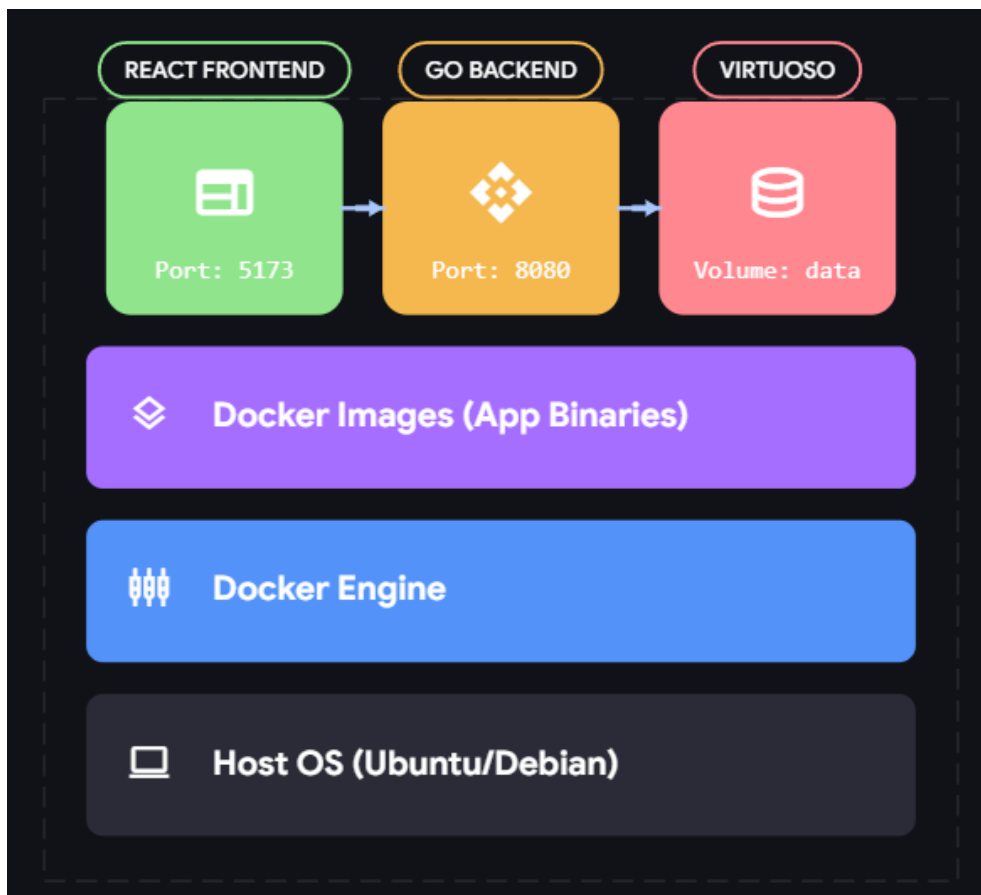 REACT FRONTEND
GO BACKEND
VIRTUOSO
Port: 5173
Port: 8080
Volume: data
Docker Images (App Binaries)
Docker Engine
Host OS (Ubuntu/Debian)